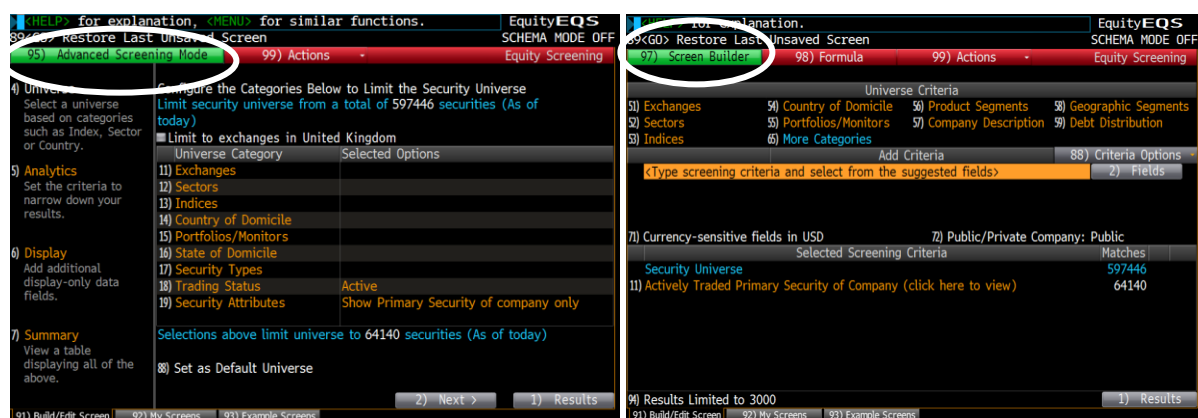 <HELP> for explanation, <MENU> for similar functions. EquityEQS
89<GO> Restore Last Unsaved Screen SCHEMA MODE OFF
95) Advanced Screening Mode 99) Actions Equity Screening
4) Universe
Select a universe
based on categories
such as Index, Sector
or Country.
5) Analytics
Set the criteria to
narrow down your
results.
6) Display
Add additional
display-only data
fields.
7) Summary
View a table
displaying all of the
above.
Configure the Categories Below to Limit the Security Universe
Limit security universe from a total of 597446 securities (As of
today)
Limit to exchanges in United Kingdom
Universe Category Selected Options
11) Exchanges
12) Sectors
13) Indices
14) Country of Domicile
15) Portfolios/Monitors
16) State of Domicile
17) Security Types
18) Trading Status Active
19) Security Attributes Show Primary Security of company only
Selections above limit universe to 64140 securities (As of today)
88) Set as Default Universe
2) Next > 1) Results
91) Build/Edit Screen 92) My Screens 93) Example Screens
<HELP> for explanation. EquityEQS
89<GO> Restore Last Unsaved Screen SCHEMA MODE OFF
97) Screen Builder 98) Formula 99) Actions Equity Screening
Universe Criteria
51) Exchanges 54) Country of Domicile 56) Product Segments 58) Geographic Segments
52) Sectors 55) Portfolios/Monitors 57) Company Description 59) Debt Distribution
53) Indices 65) More Categories
Add Criteria 88) Criteria Options
<Type screening criteria and select from the suggested fields> 2) Fields
71) Currency-sensitive fields in USD 72) Public/Private Company: Public
Selected Screening Criteria Matches
Security Universe 597446
11) Actively Traded Primary Security of Company (click here to view) 64140
94) Results Limited to 3000 1) Results
91) Build/Edit Screen 92) My Screens 93) Example Screens